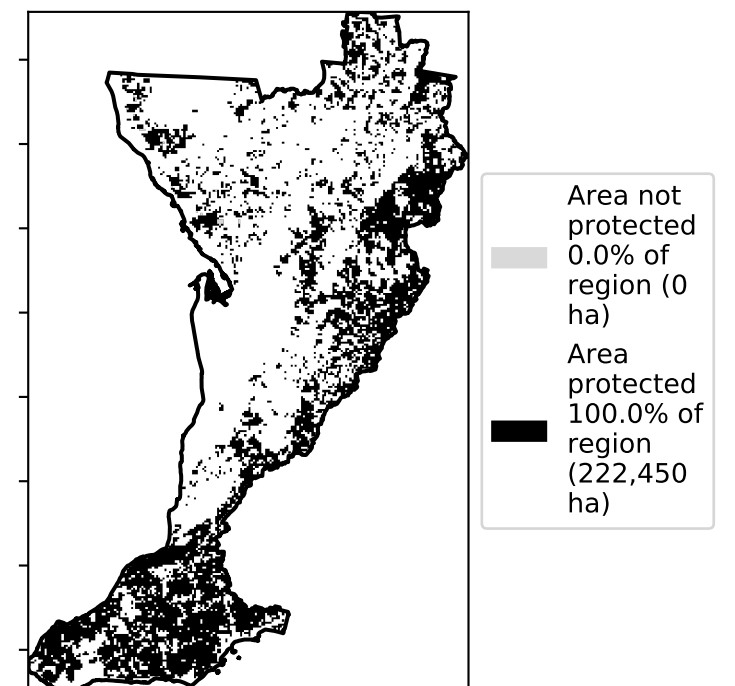 Area not
protected
0.0% of
region (0
ha)
Area
protected
100.0% of
region
(222,450
ha)